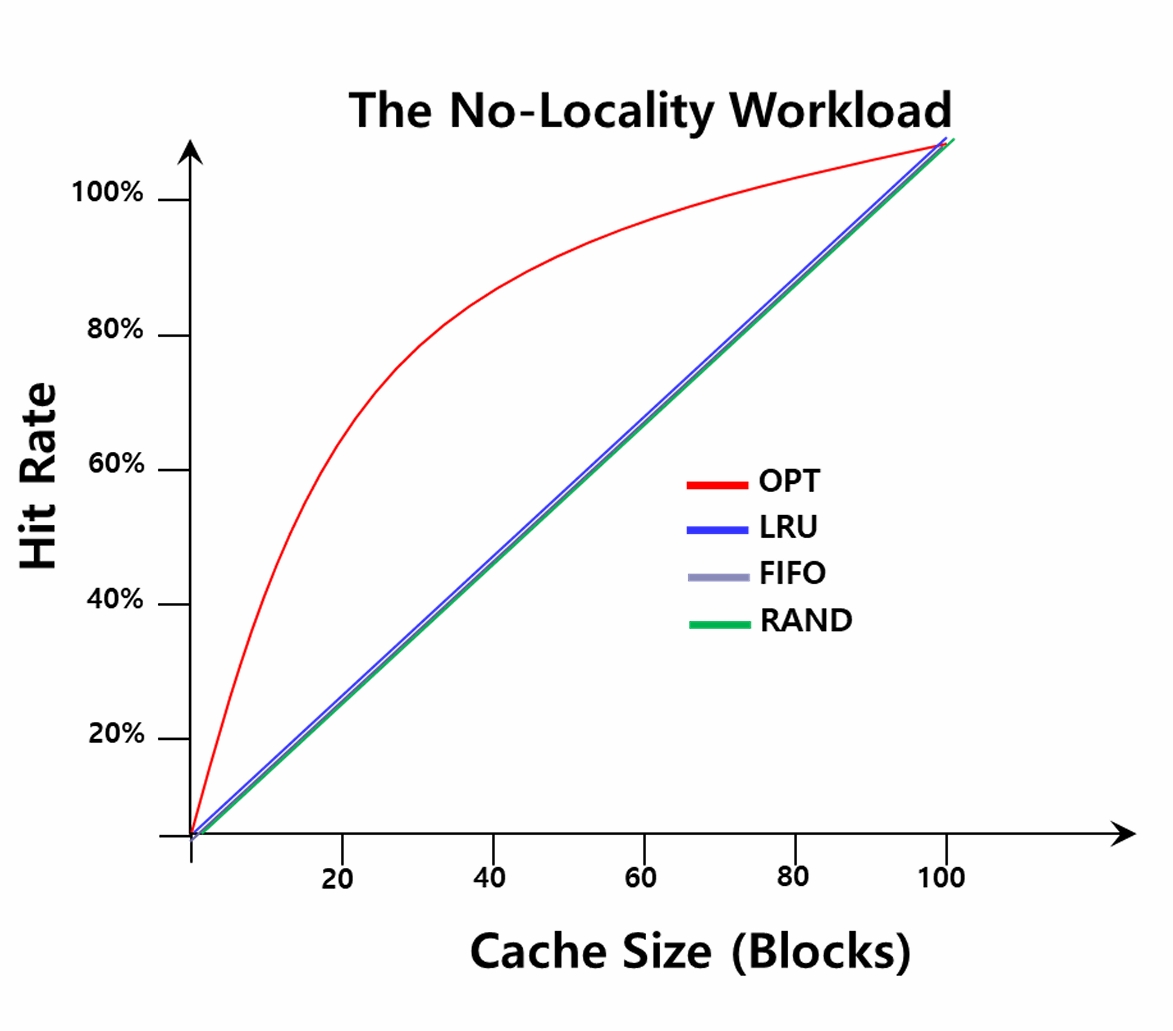 The No-Locality Workload
100%
80%
60%
40%
20%
Hit Rate
OPT
LRU
FIFO
RAND
20 40 60 80 100
Cache Size (Blocks)